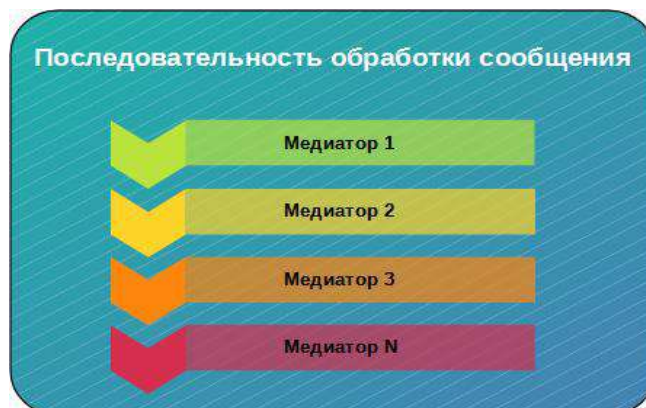 Последовательность обработки сообщения
Медиатор 1
Медиатор 2
Медиатор 3
Медиатор N